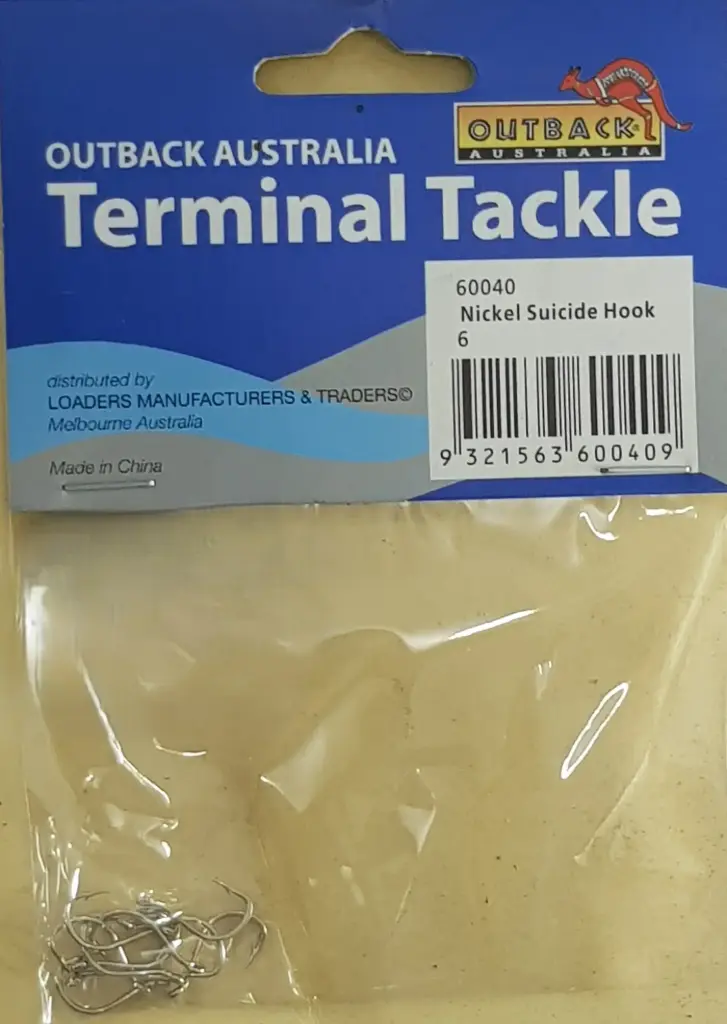 OUTBACK®
AUSTRALIA
OUTBACK AUSTRALIA
Terminal Tackle
60040
Nickel Suicide Hook
6
9 321563 600409
distributed by
LOADERS MANUFACTURERS & TRADERS©
Melbourne Australia
Made in China